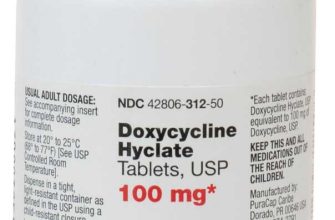 USUAL ADULT DOSAGE:
See accompanying insert
for complete dosage
information.
Store at 20° to 25°C
(68° to 77°F) [See USP
Controlled Room
Temperature].
Dispense in a tight,
light-resistant container as
defined in the USP using a
child-resistant closure
NDC 42806-312-50
Doxycycline
Hyclate
Tablets, USP
100 mg*
*Each tablet contains
Doxycycline Hyclate, USP
equivalent to 100 mg of
Doxycycline, USP.
KEEP THIS AND ALL
MEDICATIONS OUT OF
THE REACH OF
CHILDREN.
Manufactured by
PuraCap Caribe
Dorado, PR 00646 USA